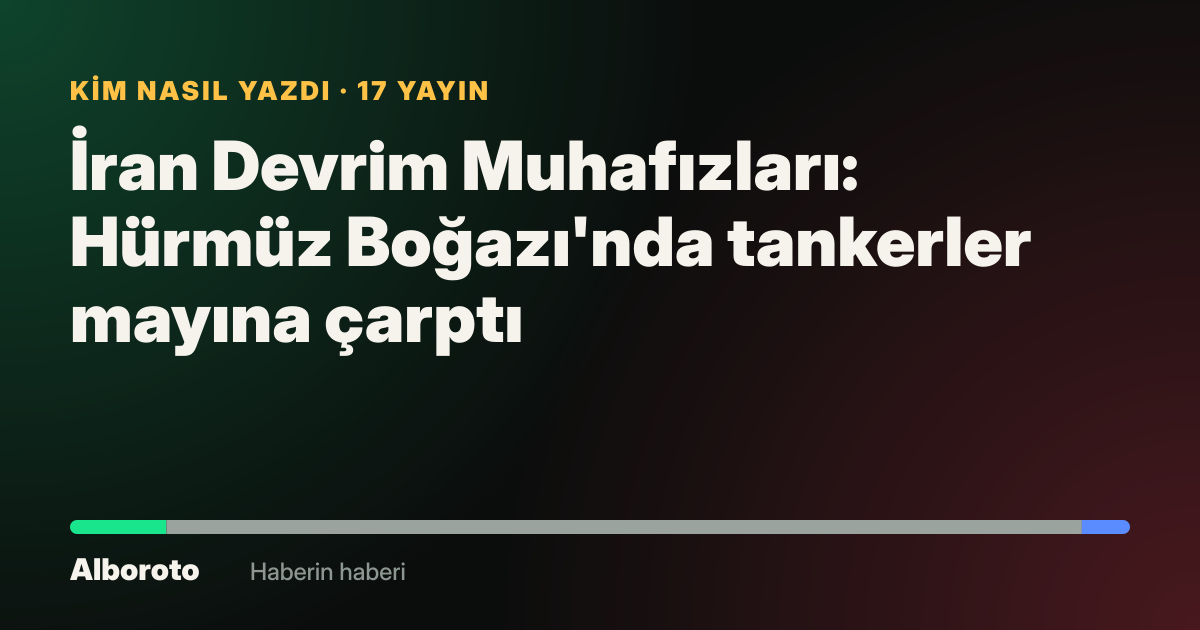 KİM NASIL YAZDI · 17 YAYIN
İran Devrim Muhafızları:
Hürmüz Boğazı'nda tankerler
mayına çarptı
Alboroto
Haberin haberi